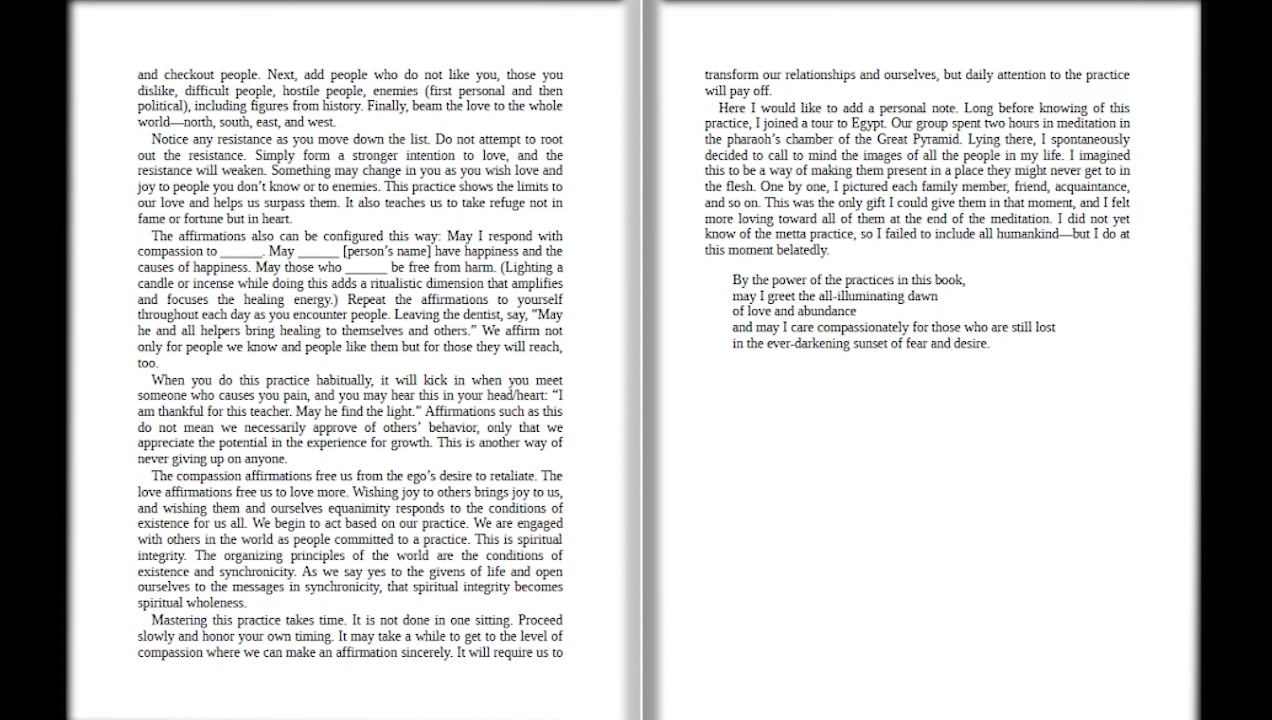 and checkout people. Next, add people who do not like you, those you
dislike, difficult people, hostile people, enemies (first personal and then
political), including figures from history. Finally, beam the love to the whole
world—north, south, east, and west.
Notice any resistance as you move down the list. Do not attempt to root
out the resistance. Simply form a stronger intention to love, and the
resistance will weaken. Something may change in you as you wish love and
joy to people you don’t know or to enemies. This practice shows the limits to
our love and helps us surpass them. It also teaches us to take refuge not in
fame or fortune but in heart.
The affirmations also can be configured this way: May I respond with
compassion to ______. May ______ [person’s name] have happiness and the
causes of happiness. May those who ______ be free from harm. (Lighting a
candle or incense while doing this adds a ritualistic dimension that amplifies
and focuses the healing energy.) Repeat the affirmations to yourself
throughout each day as you encounter people. Leaving the dentist, say, “May
he and all helpers bring healing to themselves and others.” We affirm not
only for people we know and people like them but for those they will reach,
too.
When you do this practice habitually, it will kick in when you meet
someone who causes you pain, and you may hear this in your head/heart: “I
am thankful for this teacher. May he find the light.” Affirmations such as this
do not mean we necessarily approve of others’ behavior, only that we
appreciate the potential in the experience for growth. This is another way of
never giving up on anyone.
The compassion affirmations free us from the ego’s desire to retaliate. The
love affirmations free us to love more. Wishing joy to others brings joy to us,
and wishing them and ourselves equanimity responds to the conditions of
existence for us all. We begin to act based on our practice. We are engaged
with others in the world as people committed to a practice. This is spiritual
integrity. The organizing principles of the world are the conditions of
existence and synchronicity. As we say yes to the givens of life and open
ourselves to the messages in synchronicity, that spiritual integrity becomes
spiritual wholeness.
Mastering this practice takes time. It is not done in one sitting. Proceed
slowly and honor your own timing. It may take a while to get to the level of
compassion where we can make an affirmation sincerely. It will require us to
transform our relationships and ourselves, but daily attention to the practice
will pay off.
Here I would like to add a personal note. Long before knowing of this
practice, I joined a tour to Egypt. Our group spent two hours in meditation in
the pharaoh’s chamber of the Great Pyramid. Lying there, I spontaneously
decided to call to mind the images of all the people in my life. I imagined
this to be a way of making them present in a place they might never get to in
the flesh. One by one, I pictured each family member, friend, acquaintance,
and so on. This was the only gift I could give them in that moment, and I felt
more loving toward all of them at the end of the meditation. I did not yet
know of the metta practice, so I failed to include all humankind—but I do at
this moment belatedly.
By the power of the practices in this book,
may I greet the all-illuminating dawn
of love and abundance
and may I care compassionately for those who are still lost
in the ever-darkening sunset of fear and desire.